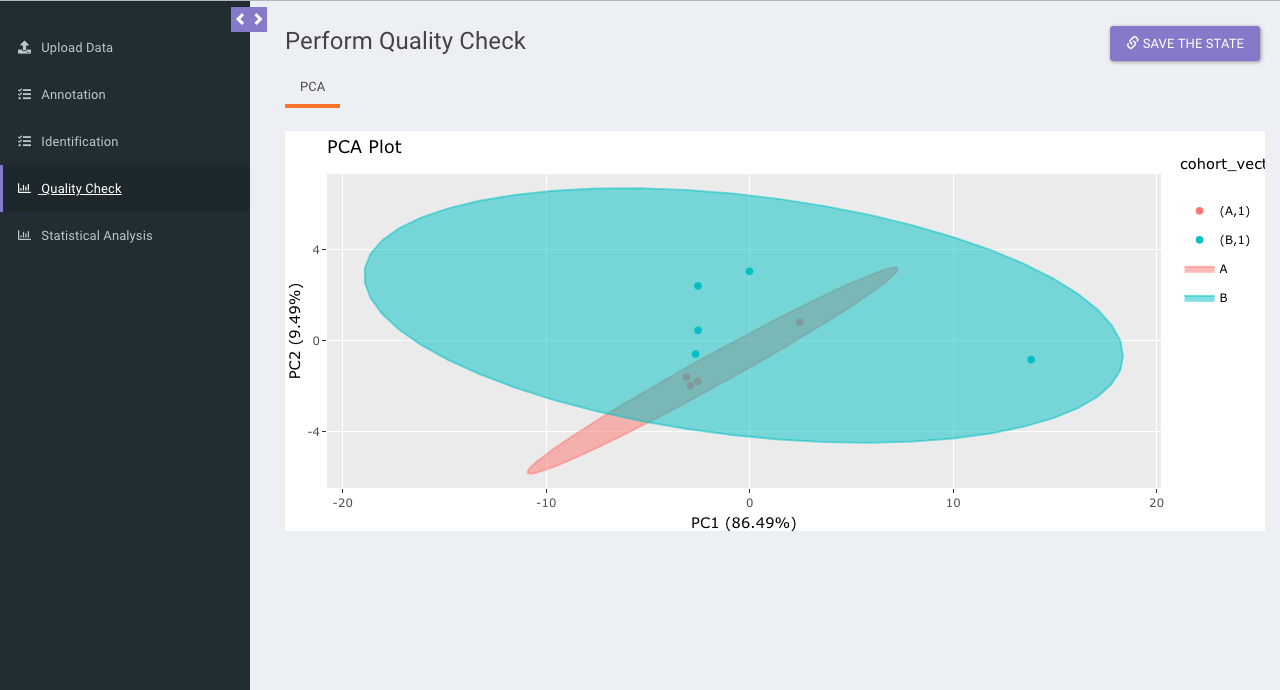 Upload Data
Annotation
Identification
Quality Check
Statistical Analysis
Perform Quality Check
SAVE THE STATE
PCA
PCA Plot
cohort_vect
(A,1)
(B,1)
A
B
4
0
-4
PC2 (9.49%)
-20
-10
0
10
20
PC1 (86.49%)